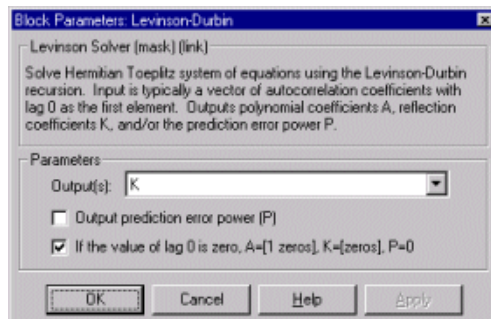 Block Parameters: Levinson-Durbin
Levinson Solver (mask) (link)
Solve Hermitian Toeplitz system of equations using the Levinson-Durbin
recursion. Input is typically a vector of autocorrelation coefficients with
lag 0 as the first element. Outputs polynomial coefficients A, reflection
coefficients K, and/or the prediction error power P.
Parameters
Output(s): K
Output prediction error power (P)
If the value of lag 0 is zero, A=[1 zeros], K=[zeros], P=0
OK Cancel Help Apply